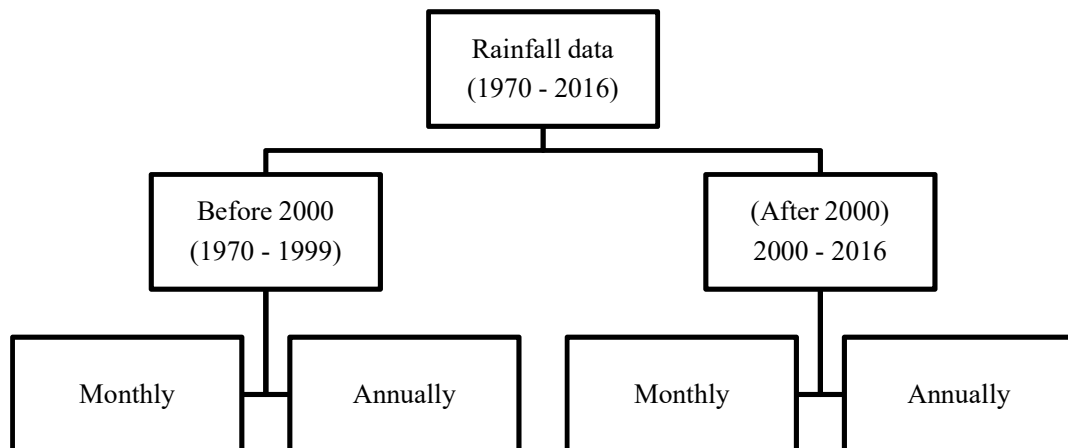 Rainfall data
(1970 - 2016)
Before 2000
(1970 - 1999)
(After 2000)
2000 - 2016
Monthly
Annually
Monthly
Annually